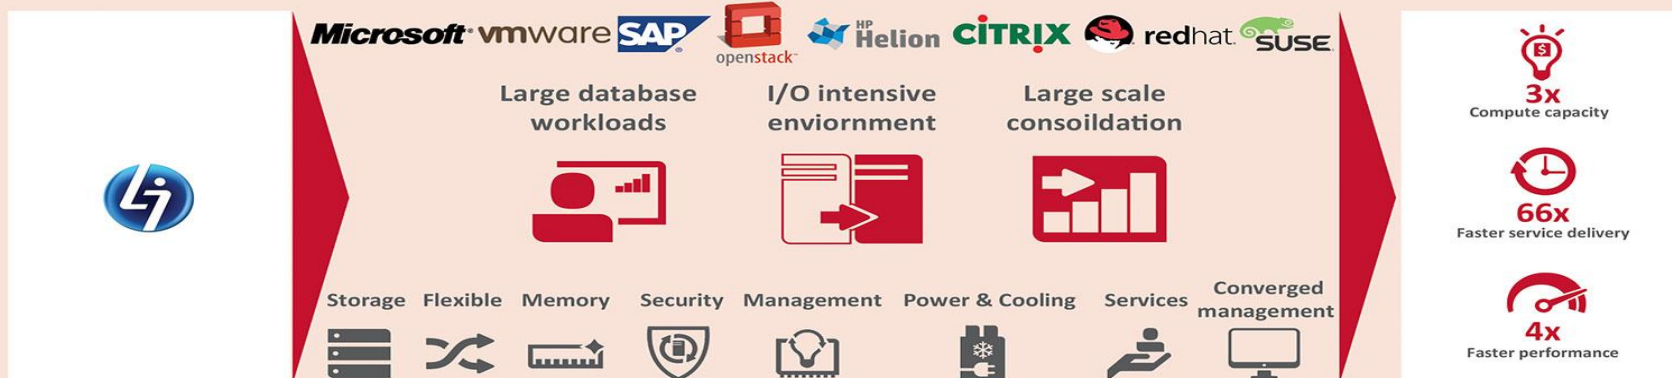 Microsoft vmware SAP openstack HP Helion CITRIX redhat. SUSE
Large database
workloads
I/O intensive
enviornment
Large scale
consoildation
Storage Flexible Memory Security Management Power & Cooling Services Converged
management
3x
Compute capacity
66x
Faster service delivery
4x
Faster performance